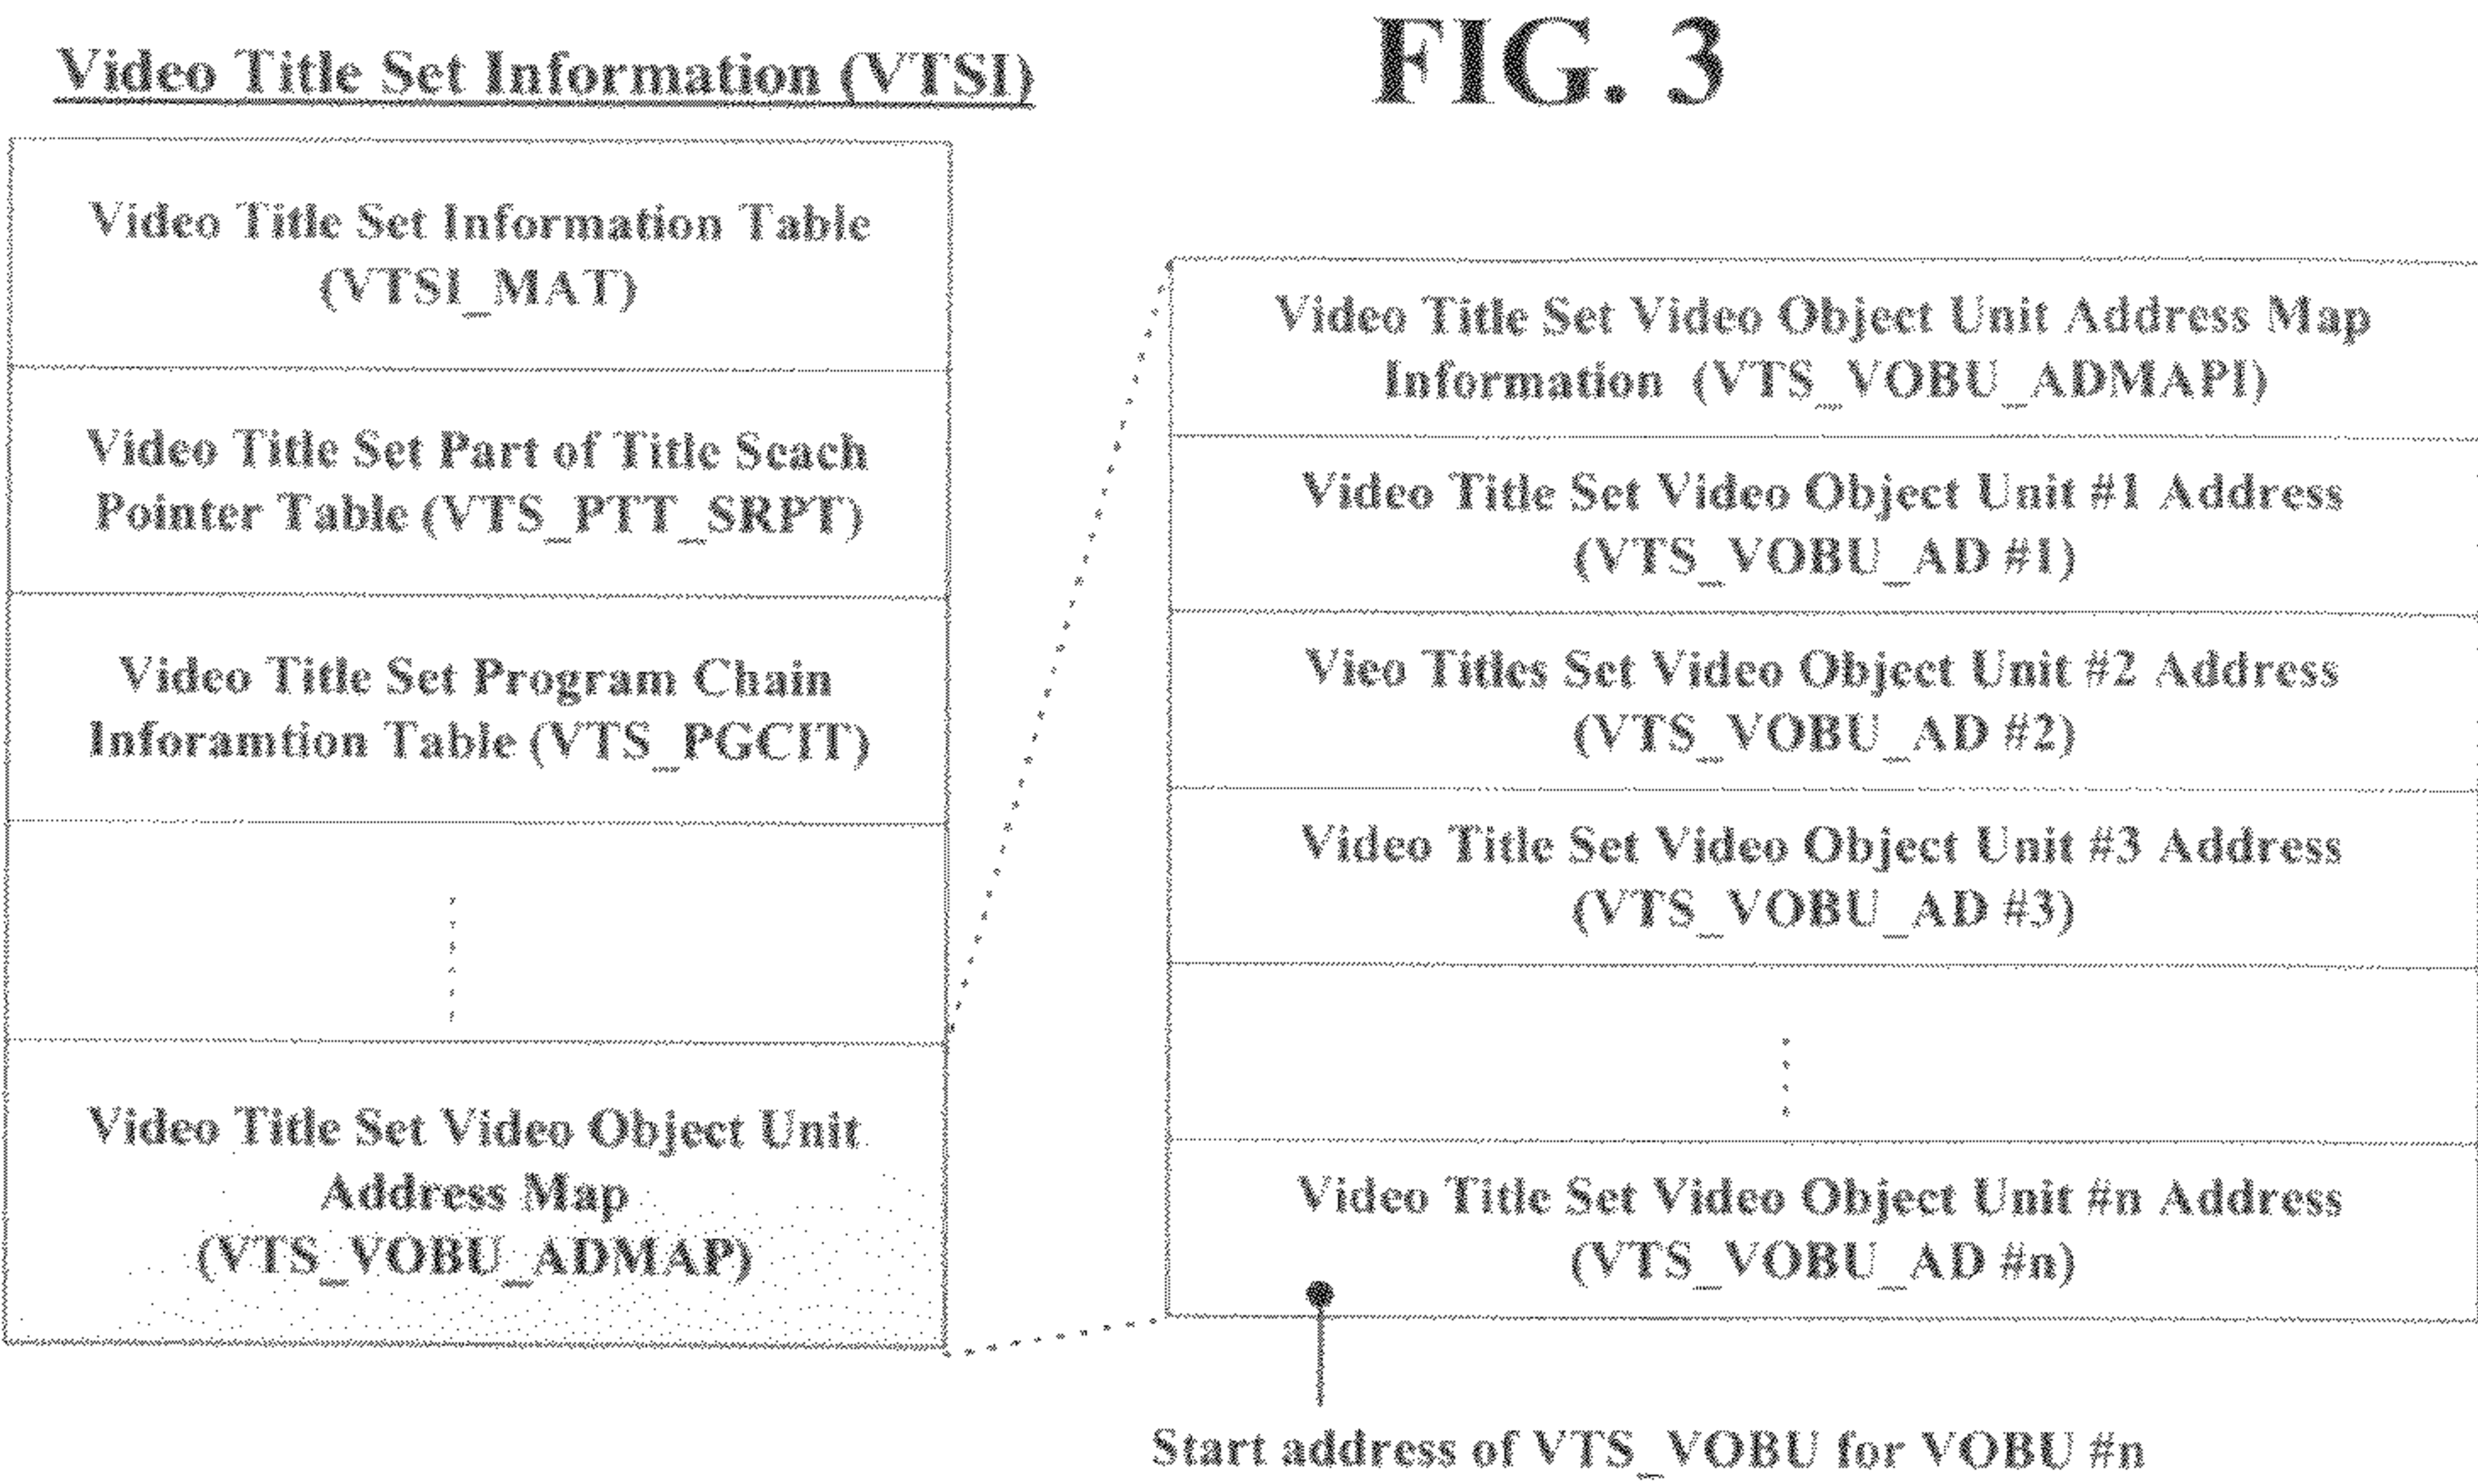 FIG. 3
Video Title Set Information (VTSI)
Video Title Set Information Table
(VTSI_MAT)
Video Title Set Part of Title Scach
Pointer Table (VTS_PTT_SRPT)
Video Title Set Program Chain
Inforamtion Table (VTS_PGCIT)
Video Title Set Video Object Unit
Address Map
(VTS_VOBU_ADMAP)
Video Title Set Video Object Unit Address Map
Information (VTS_VOBU_ADMAPI)
Video Title Set Video Object Unit #1 Address
(VTS_VOBU_AD #1)
Vieo Titles Set Video Object Unit #2 Address
(VTS_VOBU_AD #2)
Video Title Set Video Object Unit #3 Address
(VTS_VOBU_AD #3)
Video Title Set Video Object Unit #n Address
(VTS_VOBU_AD #n)
Start address of VTS_VOBU for VOBU #n